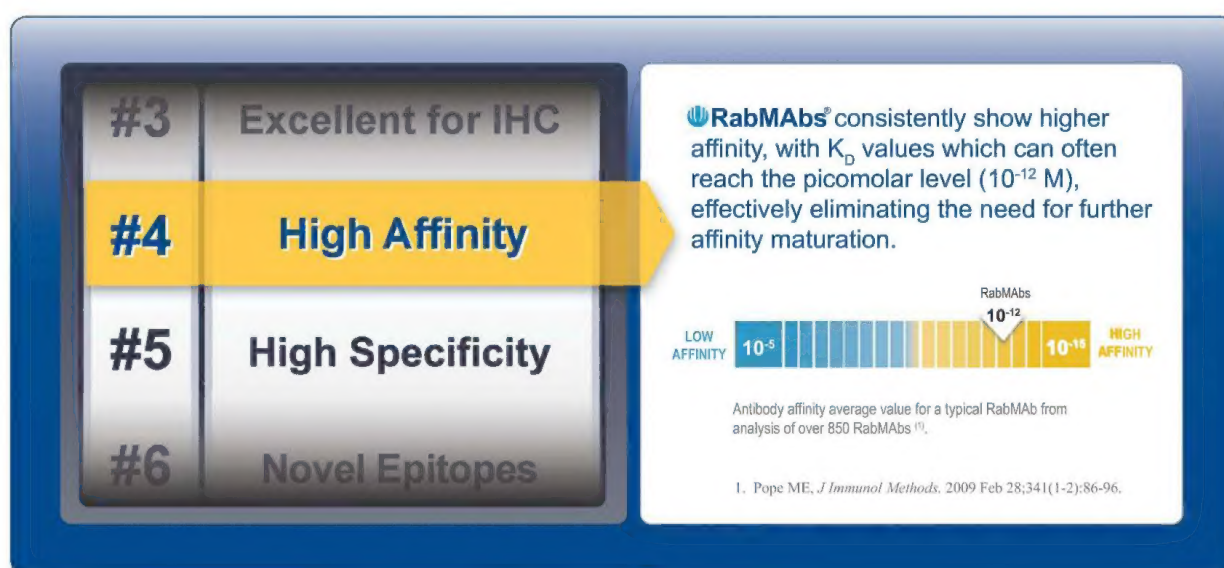 #3 Excellent for IHC
#4 High Affinity
#5 High Specificity
#6 Novel Epitopes
RabMAbs® consistently show higher
affinity, with K_D values which can often
reach the picomolar level (10⁻¹² M),
effectively eliminating the need for further
affinity maturation.
RabMAbs
10⁻¹²
LOW
AFFINITY
10⁻⁵
10⁻¹⁵
HIGH
AFFINITY
Antibody affinity average value for a typical RabMAb from
analysis of over 850 RabMAbs ⁽¹⁾.
1. Pope ME, J Immunol Methods. 2009 Feb 28;341(1-2):86-96.